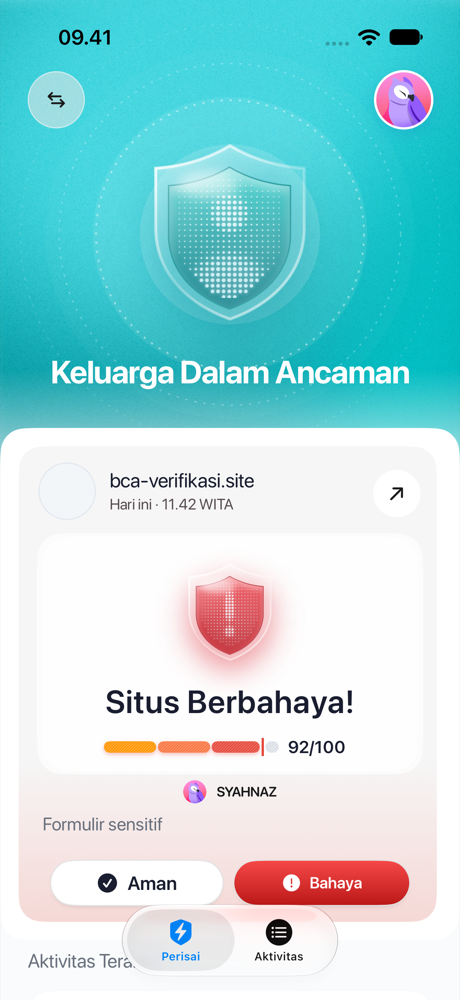 09.41
Keluarga Dalam Ancaman
bca-verifikasi.site
Hari ini · 11.42 WITA
Situs Berbahaya!
92/100
SYAHNAZ
Formulir sensitif
Aman
Bahaya
Aktivitas
Perisai
Aktivitas